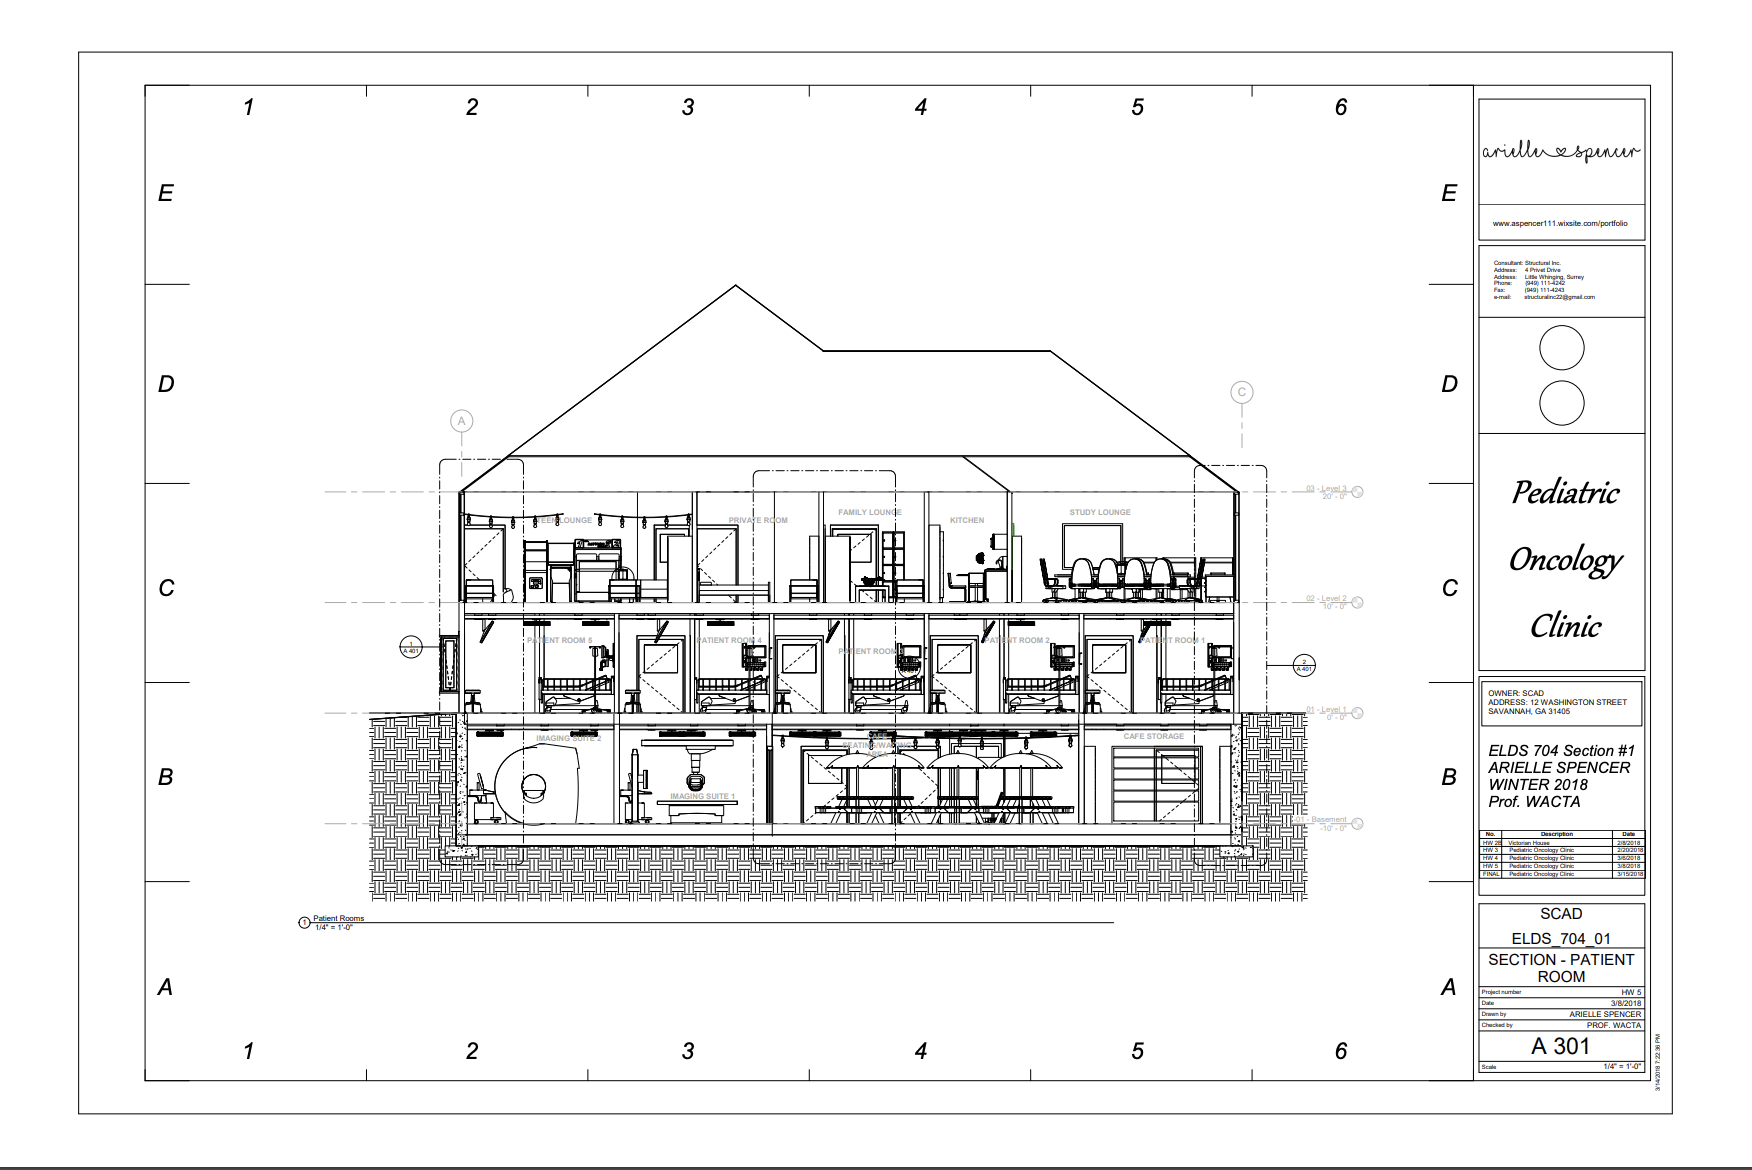 1 2 3 4 5 6
E E
D D
C C
B B
A A
1 2 3 4 5 6
A
C
03 - Level 3
20' - 0"
TEEN LOUNGE
PRIVATE ROOM
FAMILY LOUNGE
KITCHEN
STUDY LOUNGE
02 - Level 2
10' - 0"
1
A 401
PATIENT ROOM 5
PATIENT ROOM 4
PATIENT ROOM
PATIENT ROOM 2
PATIENT ROOM 1
2
A 401
01 - Level 1
0' - 0"
IMAGING SUITE 2
IMAGING SUITE 1
SEATING/WAITING
AREA
CAFE STORAGE
-01 - Basement
-10' - 0"
1 Patient Rooms
1/4" = 1'-0"
arielle spencer
www.aspencer111.wixsite.com/portfolio
Consultant: Structural Inc.
Address: 4 Privet Drive
Address: Little Whinging, Surrey
Phone: (949) 111-4242
Fax: (949) 111-4243
e-mail: structuralinc22@gmail.com
Pediatric
Oncology
Clinic
OWNER: SCAD
ADDRESS: 12 WASHINGTON STREET
SAVANNAH, GA 31405
ELDS 704 Section #1
ARIELLE SPENCER
WINTER 2018
Prof. WACTA
No. Description Date
HW 2B Victorian House 2/8/2018
HW 3 Pediatric Oncology Clinic 2/20/2018
HW 4 Pediatric Oncology Clinic 3/6/2018
HW 5 Pediatric Oncology Clinic 3/8/2018
FINAL Pediatric Oncology Clinic 3/15/2018
SCAD
ELDS_704_01
SECTION - PATIENT
ROOM
Project number HW 5
Date 3/8/2018
Drawn by ARIELLE SPENCER
Checked by PROF. WACTA
A 301
Scale 1/4" = 1'-0"
3/14/2018 7:22:36 PM